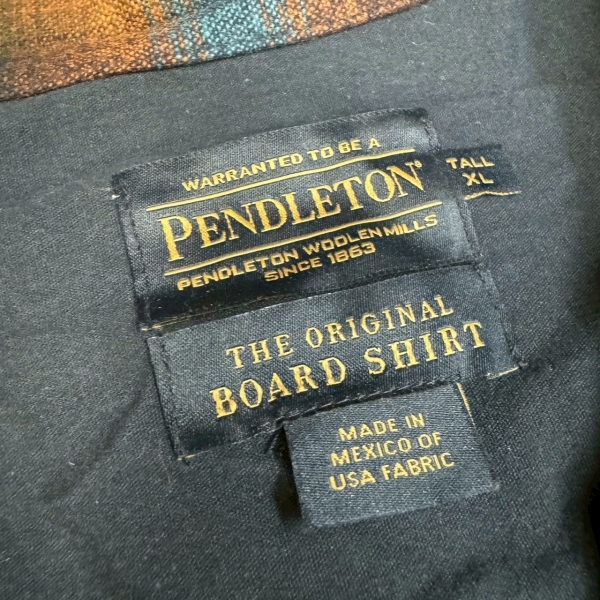 WARRANTED TO BE A
PENDLETON®
TALL
XL
PENDLETON WOOLEN MILLS
SINCE 1863
THE ORIGINAL
BOARD SHIRT
MADE IN
MEXICO OF
USA FABRIC